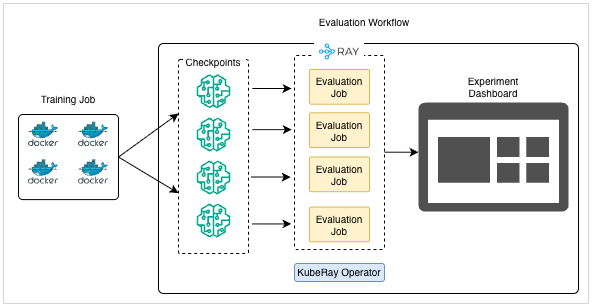 Evaluation Workflow
RAY
Checkpoints
Training Job
docker docker
docker docker
Evaluation
Job
Evaluation
Job
Evaluation
Job
Evaluation
Job
KubeRay Operator
Experiment
Dashboard